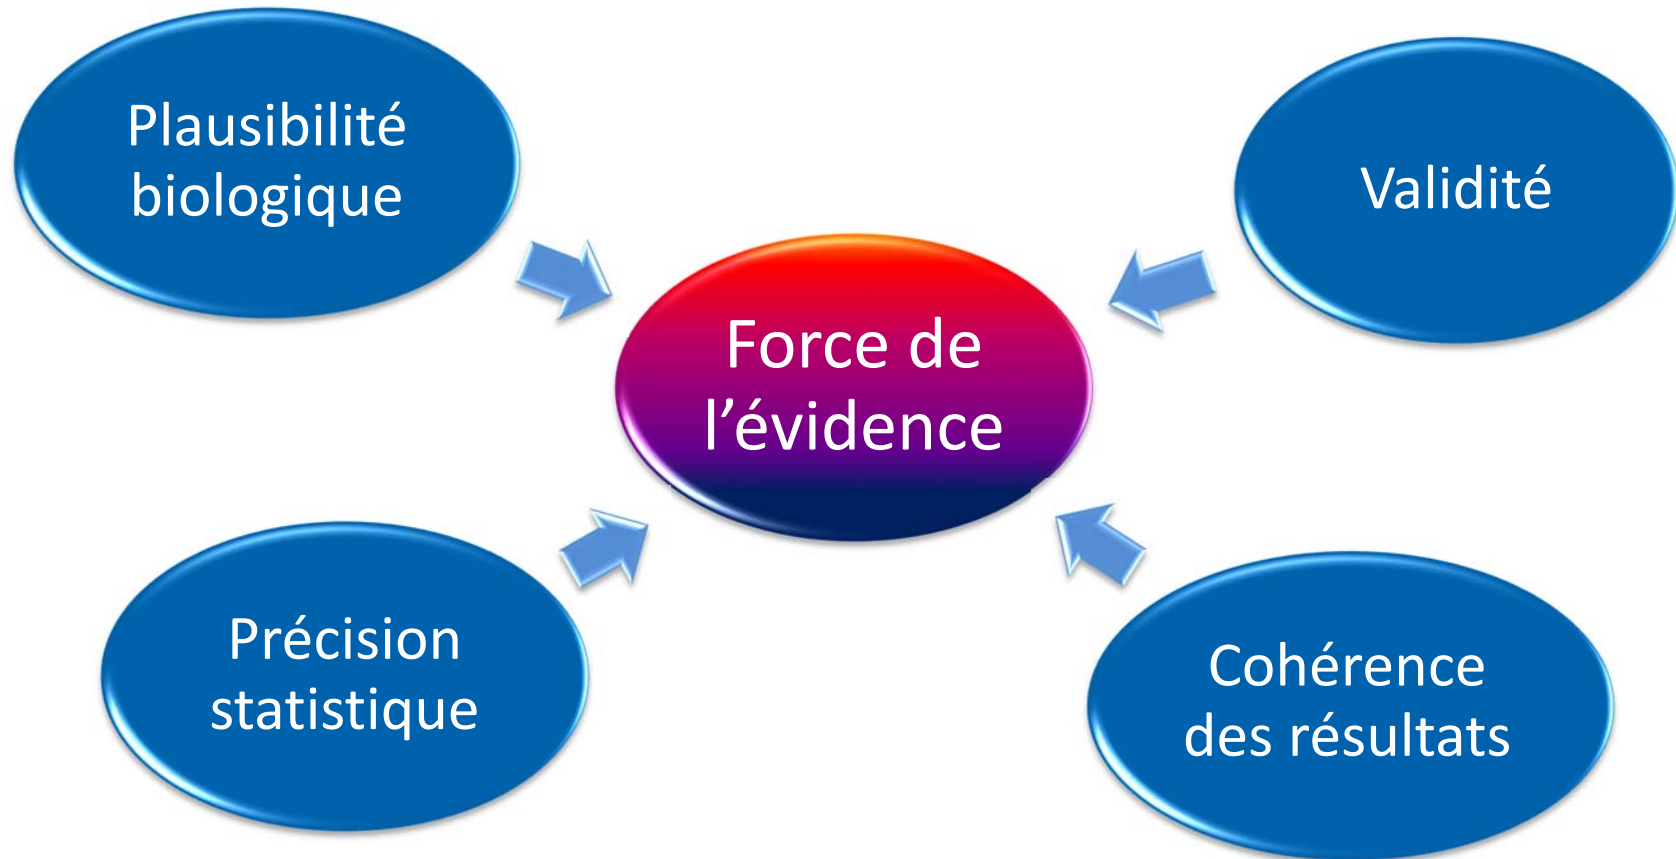 Plausibilité
biologique
Validité
Force de
l’évidence
Précision
statistique
Cohérence
des résultats